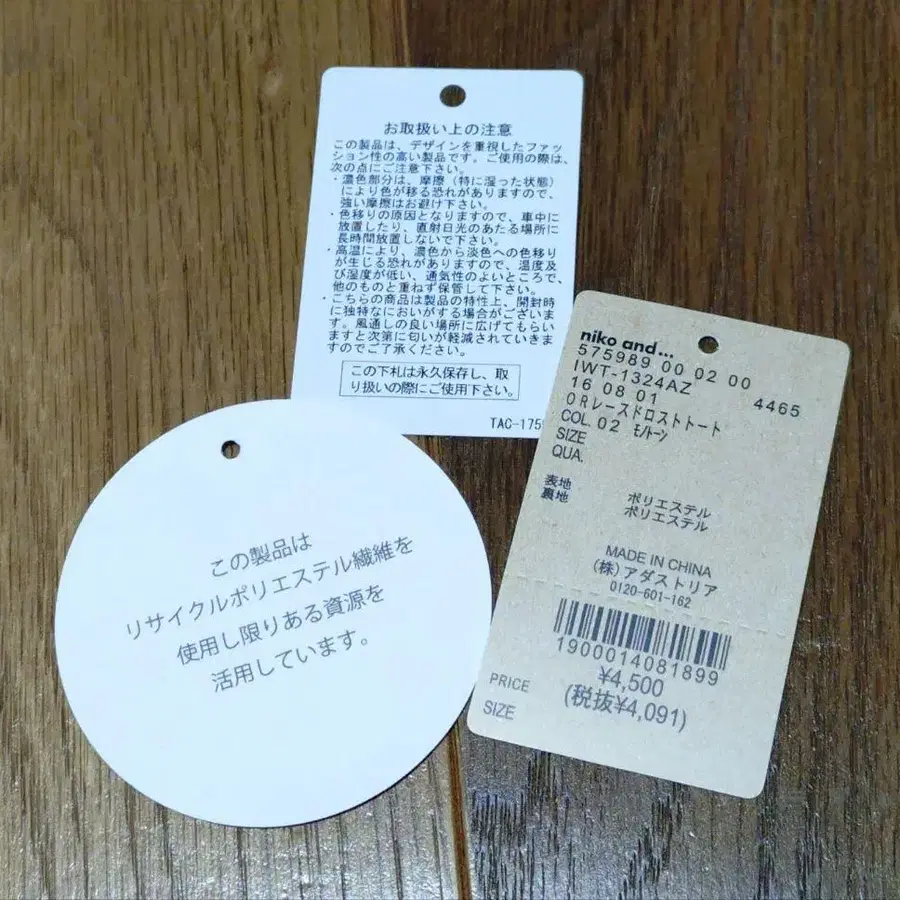 お取扱い上の注意
この製品は、デザインを重視したファッ
ション性の高い製品です。ご使用の際は、
次の点にご注意下さい。
・濃色部分は、摩擦（特に湿った状態）
により色が移る恐れがありますので、
強い摩擦はお避け下さい。
・色移りの原因となりますので、車中に
放置したり、直射日光のあたる場所に
長時間放置しないで下さい。
・高温により、濃色から淡色への色移り
が生じる恐れがありますので、温度及
び湿度が低い、通気性のよいところで、
他のものと重ねず保管して下さい。
・こちらの商品は製品の特性上、開封時
に独特なにおいがする場合がございま
す。風通しの良い場所に広げてもらい
ますと次第に匂いが軽減されていきま
すのでご了承ください。
この下札は永久保存し、取
り扱いの際にご使用下さい。
TAC-175
niko and...
575989 00 02 00
IWT-1324AZ
16 08 01 4465
ORレースドロストトート
COL. 02 ﾓﾉﾄｰﾝ
SIZE
QUA.
表地 ポリエステル
裏地 ポリエステル
MADE IN CHINA
(株)アダストリア
0120-601-162
1900014081899
PRICE ¥4,500
(税抜¥4,091)
SIZE
この製品は
リサイクルポリエステル繊維を
使用し限りある資源を
活用しています。